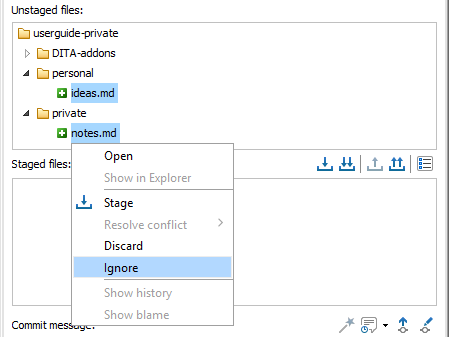 Unstaged files:
userguide-private
DITA-addons
personal
ideas.md
private
notes.md
Open
Staged files:
Show in Explorer
Stage
Resolve conflict
Discard
Ignore
Show history
Show blame
Commit message: